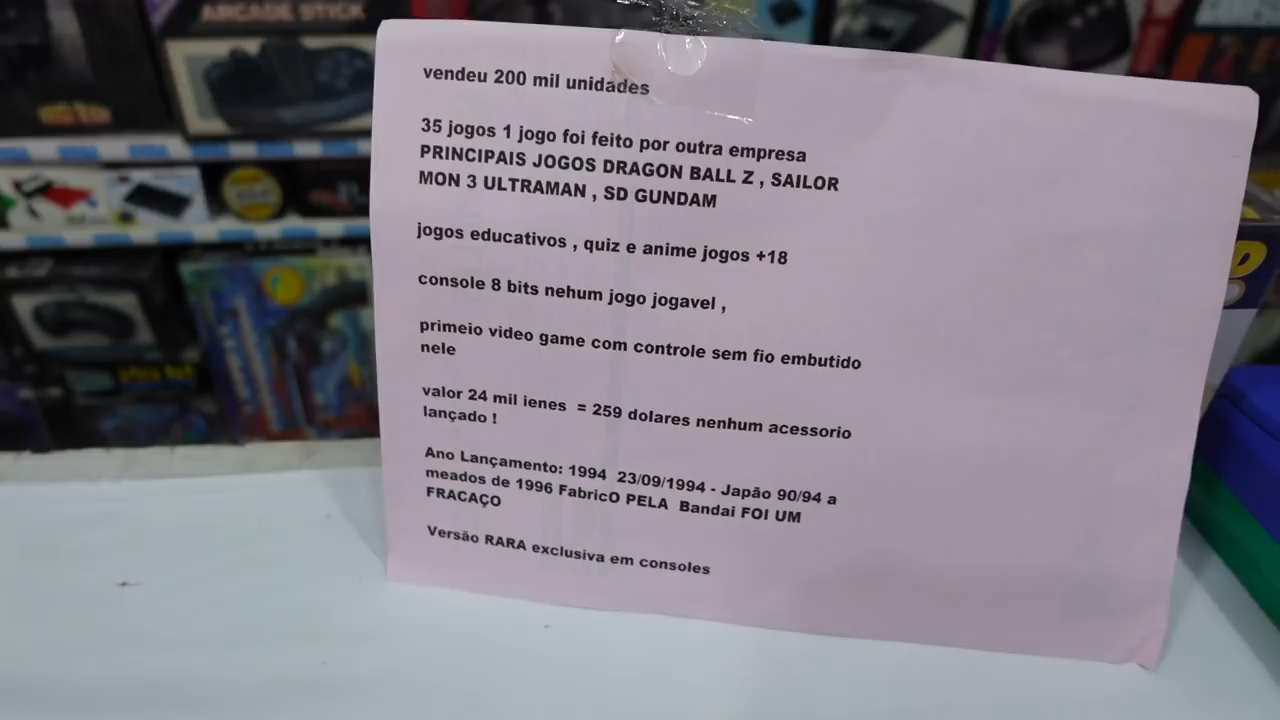 ARCADE STICK
vendeu 200 mil unidades
35 jogos 1 jogo foi feito por outra empresa
PRINCIPAIS JOGOS DRAGON BALL Z , SAILOR
MON 3 ULTRAMAN , SD GUNDAM
jogos educativos , quiz e anime jogos +18
console 8 bits nehum jogo jogavel ,
primeio video game com controle sem fio embutido
nele
valor 24 mil ienes = 259 dolares nenhum acessorio
lançado !
Ano Lançamento: 1994 23/09/1994 - Japão 90/94 a
meados de 1996 FabricO PELA Bandai FOI UM
FRACAÇO
Versão RARA exclusiva em consoles